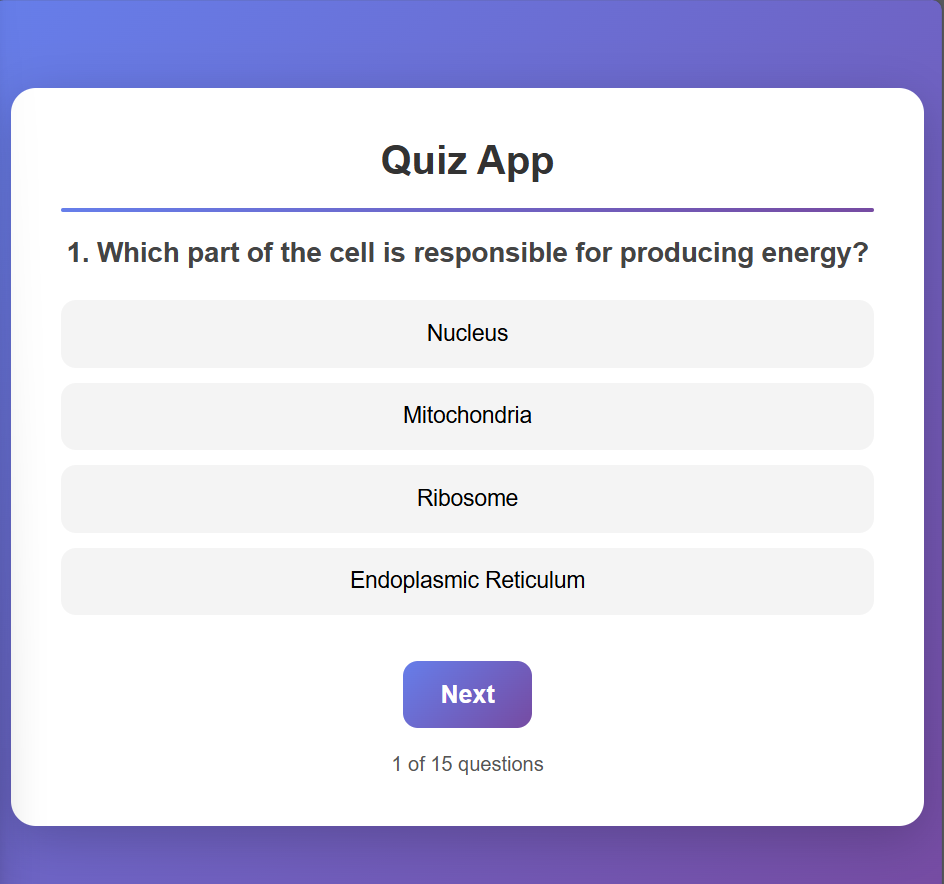 Quiz App
1. Which part of the cell is responsible for producing energy?
Nucleus
Mitochondria
Ribosome
Endoplasmic Reticulum
Next
1 of 15 questions